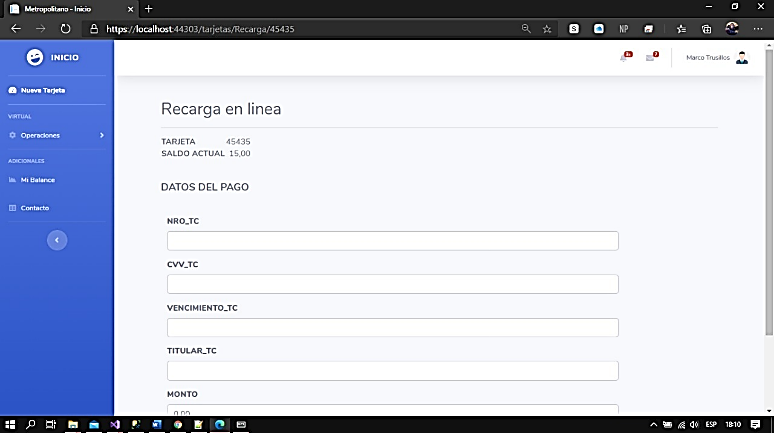 Metropolitano - Inicio
https://localhost:44303/tarjetas/Recarga/45435
NP
INICIO
Marco Trusillos
Nueva Tarjeta
VIRTUAL
Operaciones
ADICIONALES
Mi Balance
Contacto
Recarga en linea
TARJETA 45435
SALDO ACTUAL 15,00
DATOS DEL PAGO
NRO_TC
CVV_TC
VENCIMIENTO_TC
TITULAR_TC
MONTO
0,00
ESP 18:10